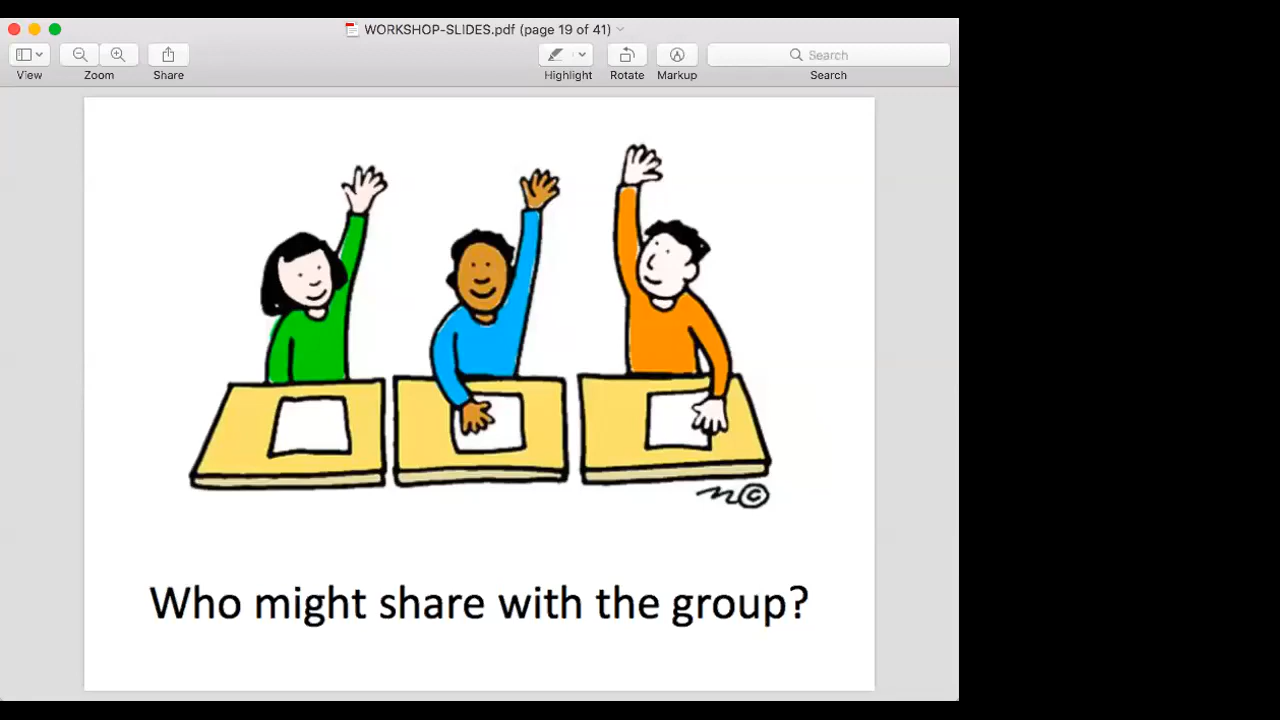 WORKSHOP-SLIDES.pdf (page 19 of 41)
View
Zoom
Share
Highlight
Rotate
Markup
Search
Search
©
Who might share with the group?